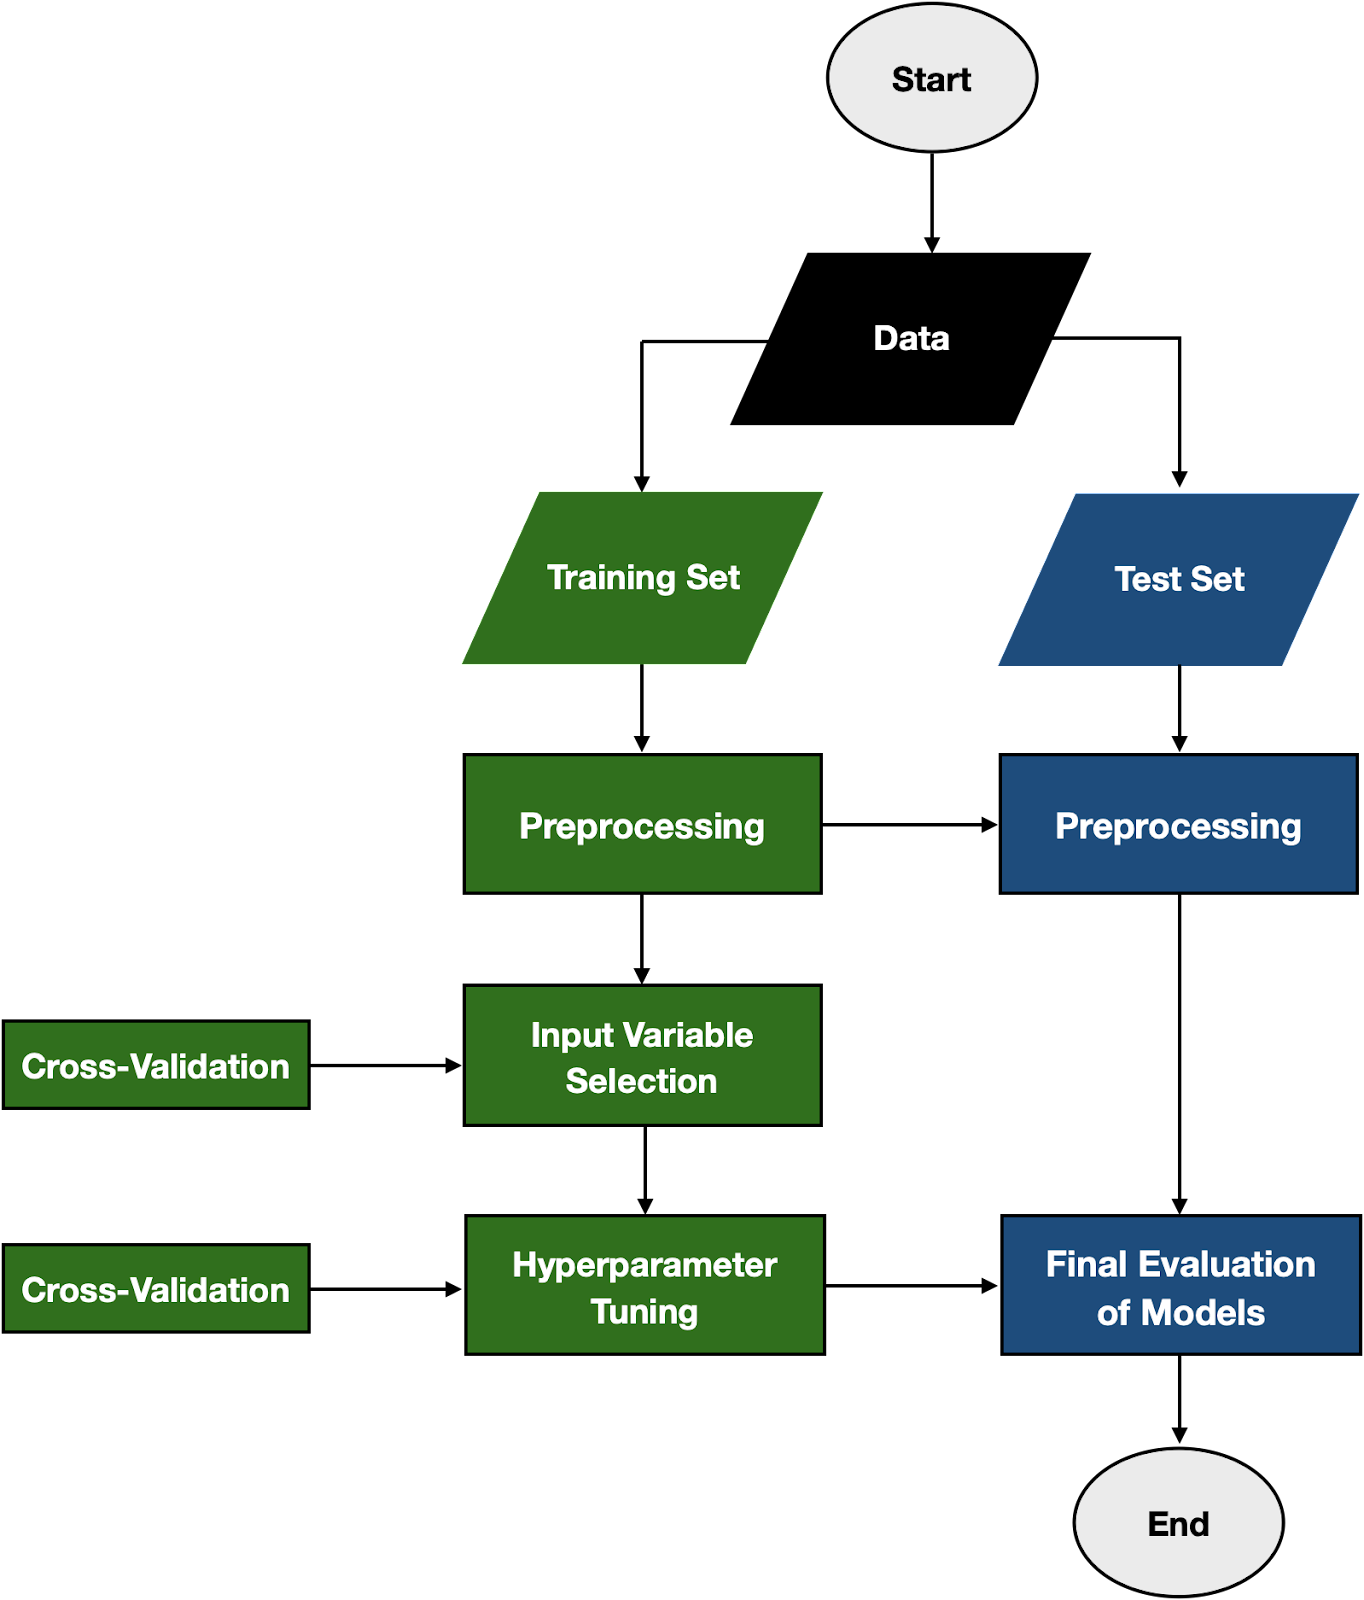 Start
Data
Training Set
Test Set
Preprocessing
Preprocessing
Cross-Validation
Input Variable
Selection
Cross-Validation
Hyperparameter
Tuning
Final Evaluation
of Models
End